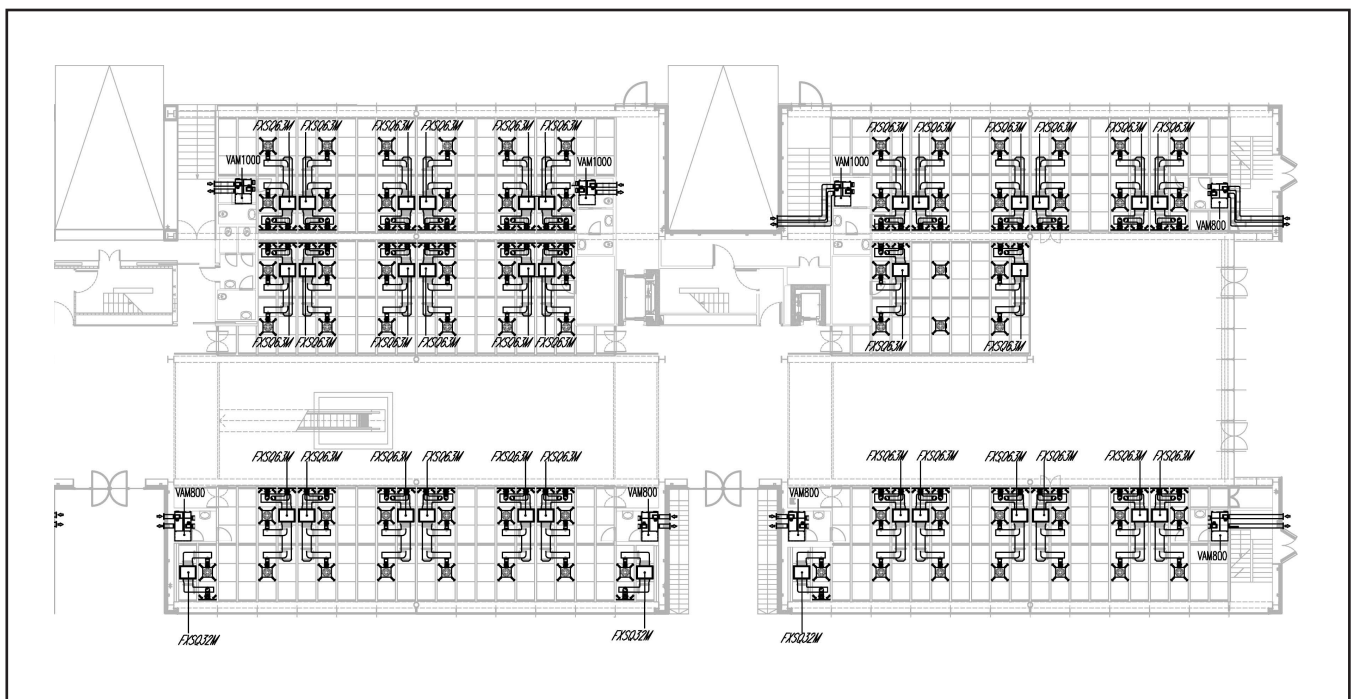 FXSQ63M FXSQ63M FXSQ63M FXSQ63M FXSQ63M FXSQ63M FXSQ63M FXSQ63M FXSQ63M FXSQ63M FXSQ63M FXSQ63M
VAM1000 VAM1000 VAM1000
VAM800
FXSQ63M FXSQ63M FXSQ63M FXSQ63M FXSQ63M FXSQ63M FXSQ63M FXSQ63M
FXSQ63M FXSQ63M FXSQ63M FXSQ63M FXSQ63M FXSQ63M FXSQ63M FXSQ63M FXSQ63M FXSQ63M FXSQ63M FXSQ63M
VAM800 VAM800 VAM800
VAM800
FXSQ32M FXSQ32M FXSQ32M